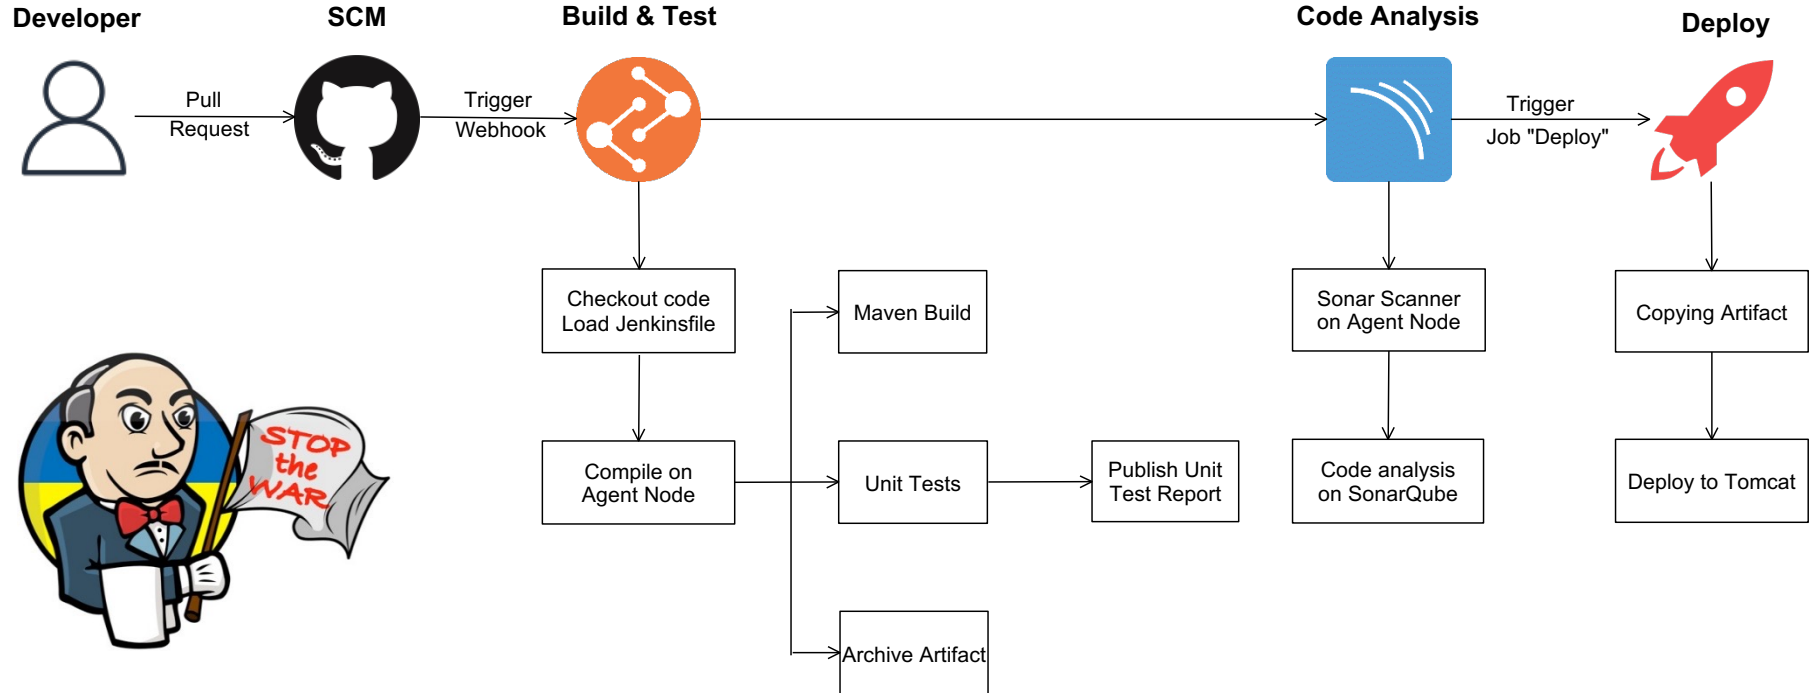 Developer
SCM
Build & Test
Code Analysis
Deploy
Pull
Request
Trigger
Webhook
Trigger
Job "Deploy"
Checkout code
Load Jenkinsfile
Maven Build
Sonar Scanner
on Agent Node
Copying Artifact
STOP
the
WAR
Compile on
Agent Node
Unit Tests
Publish Unit
Test Report
Code analysis
on SonarQube
Deploy to Tomcat
Archive Artifact